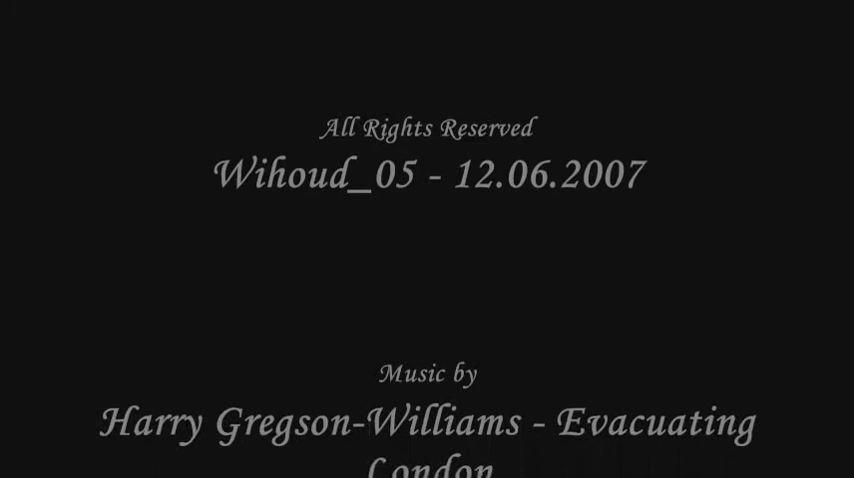 All Rights Reserved
Wihoud_05 - 12.06.2007
Music by
Harry Gregson-Williams - Evacuating
London